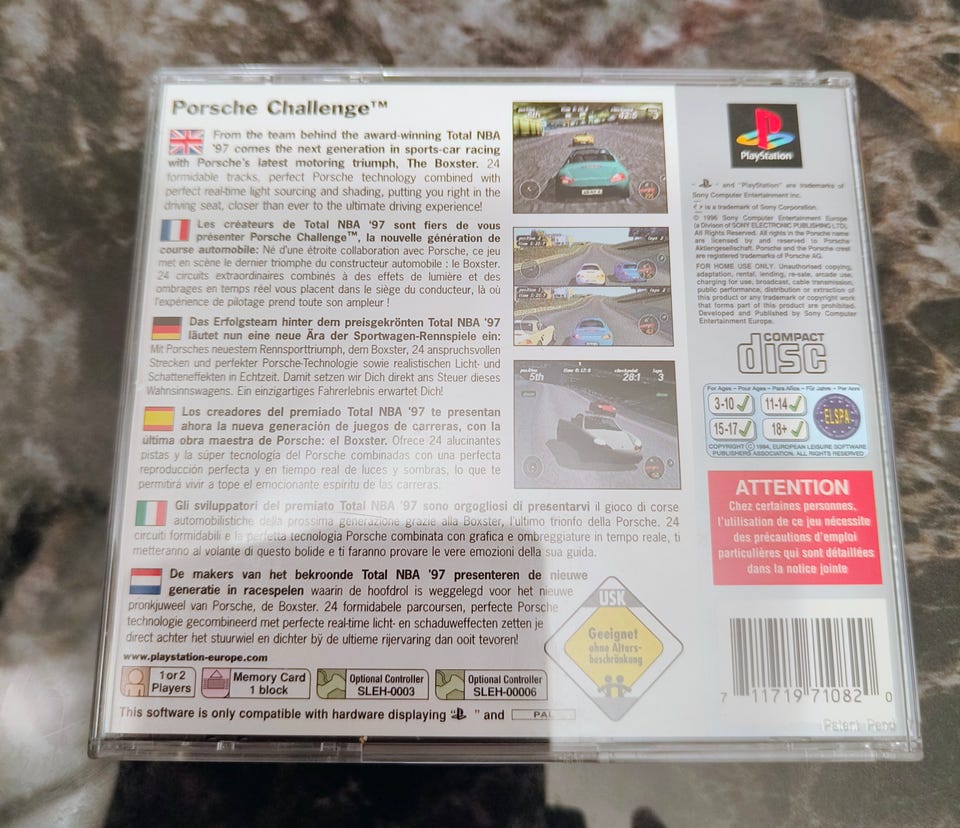 Porsche Challenge™
From the team behind the award-winning Total NBA
'97 comes the next generation in sports-car racing
with Porsche's latest motoring triumph, The Boxster. 24
formidable tracks, perfect Porsche technology combined with
perfect real-time light sourcing and shading, putting you right in the
driving seat, closer than ever to the ultimate driving experience!
Les créateurs de Total NBA '97 sont fiers de vous
présenter Porsche Challenge™, la nouvelle génération de
course automobile: Né d'une étroite collaboration avec Porsche, ce jeu
met en scène le dernier triomphe du constructeur automobile : le Boxster.
24 circuits extraordinaires combinés à des effets de lumière et des
ombrages en temps réel vous placent dans le siège du conducteur, là où
l'expérience de pilotage prend toute son ampleur !
Das Erfolgsteam hinter dem preisgekrönten Total NBA '97
läutet nun eine neue Ära der Sportwagen-Rennspiele ein:
Mit Porsches neuestem Rennsporttriumph, dem Boxster, 24 anspruchsvollen
Strecken und perfekter Porsche-Technologie sowie realistischen Licht- und
Schatteneffekten in Echtzeit. Damit setzen wir Dich direkt ans Steuer dieses
Wahnsinnswagens. Ein einzigartiges Fahrerlebnis erwartet Dich!
Los creadores del premiado Total NBA '97 te presentan
ahora la nueva generación de juegos de carreras, con la
última obra maestra de Porsche: el Boxster. Ofrece 24 alucinantes
pistas y la súper tecnología del Porsche combinadas con una perfecta
reproducción perfecta y en tiempo real de luces y sombras, lo que te
permitirá vivir a tope el emocionante espíritu de las carreras.
Gli sviluppatori del premiato Total NBA '97 sono orgogliosi di presentarvi il gioco di corse
automobilistiche della prossima generazione grazie alla Boxster, l'ultimo trionfo della Porsche. 24
circuiti formidabili e la perfetta tecnologia Porsche combinata con grafica e ombreggiature in tempo reale, ti
metteranno al volante di questo bolide e ti faranno provare le vere emozioni della sua guida.
De makers van het bekroonde Total NBA '97 presenteren de nieuwe
generatie in racespelen waarin de hoofdrol is weggelegd voor het nieuwe
pronkjuweel van Porsche, de Boxster. 24 formidabele parcoursen, perfecte Porsche
technologie gecombineerd met perfecte real-time licht- en schaduweffecten zetten je
direct achter het stuurwiel en dichter bij de ultieme rijervaring dan ooit tevoren!
www.playstation-europe.com
1 or 2
Players
Memory Card
1 block
Optional Controller
SLEH-0003
Optional Controller
SLEH-00006
This software is only compatible with hardware displaying " " and PAL
5th
28:1
3
PlayStation
" " and "PlayStation" are trademarks of
Sony Computer Entertainment Inc.
is a trademark of Sony Corporation.
© 1996 Sony Computer Entertainment Europe
(a Division of SONY ELECTRONIC PUBLISHING LTD).
All Rights Reserved. All rights in the Porsche name
are licensed by and reserved to Porsche
Aktiengesellschaft. Porsche and the Porsche crest
are registered trademarks of Porsche AG.
FOR HOME USE ONLY. Unauthorised copying,
adaptation, rental, lending, re-sale, arcade use,
charging for use, broadcast, cable transmission,
public performance, distribution or extraction of
this product or any trademark or copyright work
that forms part of this product are prohibited.
Developed and Published by Sony Computer
Entertainment Europe.
COMPACT
disc
For Ages - Pour Ages - Para Años - Für Jahre - Per Anni
3-10
11-14
15-17
18+
ELSPA
COPYRIGHT © 1994, EUROPEAN LEISURE SOFTWARE
PUBLISHERS ASSOCIATION. ALL RIGHTS RESERVED
ATTENTION
Chez certaines personnes,
l'utilisation de ce jeu nécessite
des précautions d'emploi
particulières qui sont détaillées
dans la notice jointe
USK
Geeignet
ohne Alters-
beschränkung
7 11719 71082 0
Patent Pend